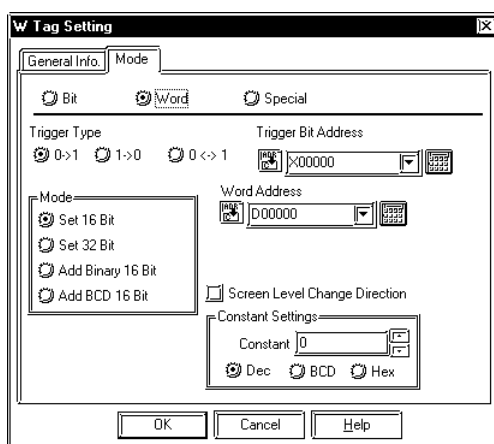 W Tag Setting
General Info. Mode
Bit Word Special
Trigger Type Trigger Bit Address
0->1 1->0 0 <-> 1 X00000
Mode Word Address
Set 16 Bit D00000
Set 32 Bit
Add Binary 16 Bit
Add BCD 16 Bit Screen Level Change Direction
Constant Settings
Constant 0
Dec BCD Hex
OK Cancel Help